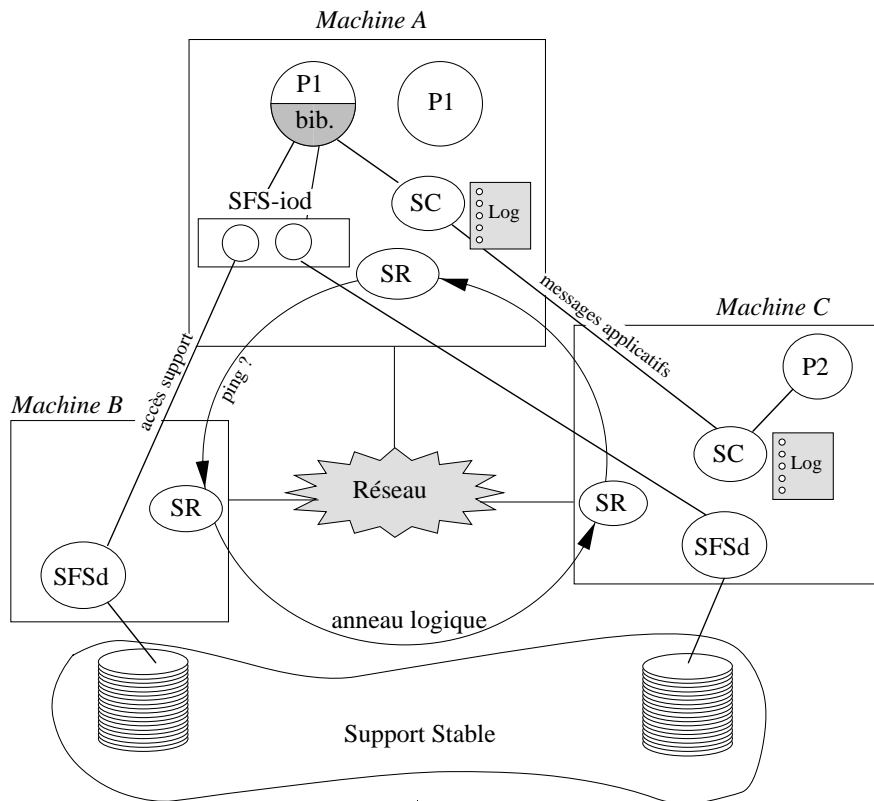 Machine A
P1
bib.
P1
SFS-iod
SC
Log
SR
messages applicatifs
Machine C
P2
accès support
ping ?
Machine B
SC
Log
Réseau
SR
SR
SFSd
SFSd
anneau logique
Support Stable